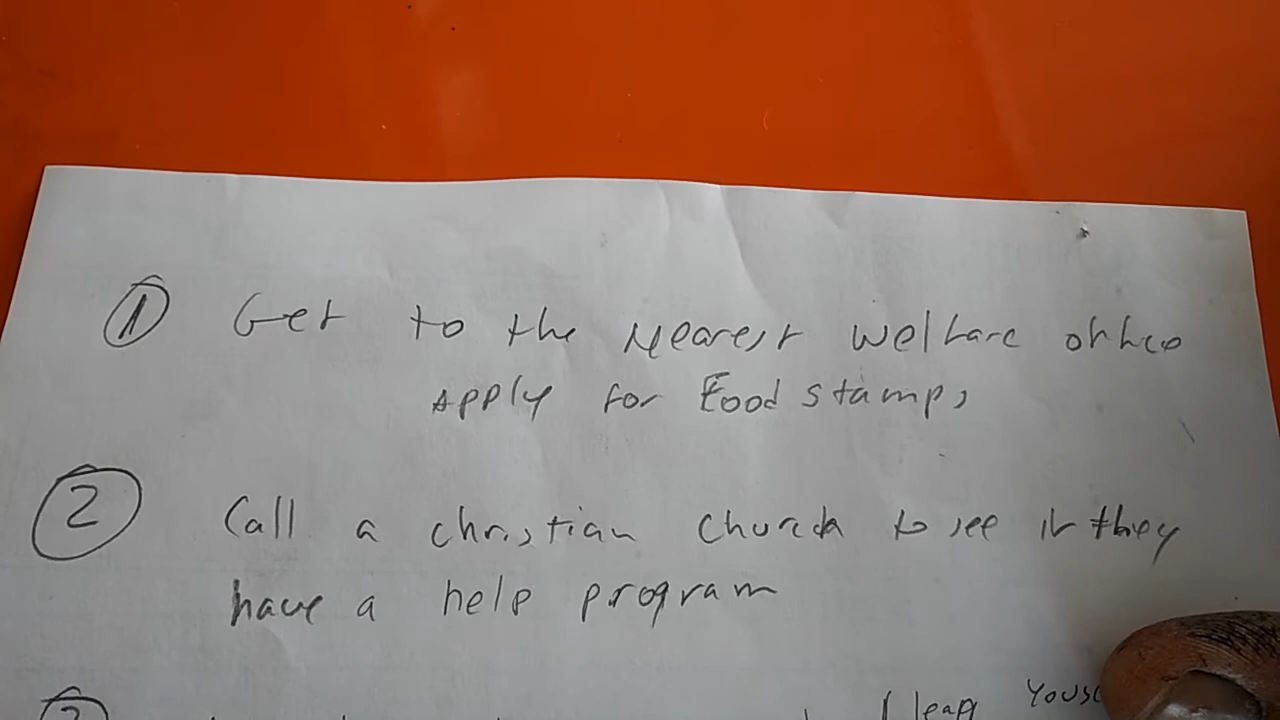 1 Get to the Nearest Welfare office
Apply for Food stamps
2 Call a christian church to see if they
have a help program